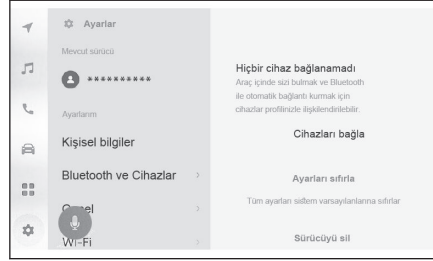 Ayarlar
Mevcut sürücü
**********
Ayarlarım
Kişisel bilgiler
Bluetooth ve Cihazlar
Genel
Wi-Fi
Hiçbir cihaz bağlanamadı
Araç içinde sizi bulmak ve Bluetooth
ile otomatik bağlantı kurmak için
cihazlar profilinizle ilişkilendirilebilir.
Cihazları bağla
Ayarları sıfırla
Tüm ayarları sistem varsayılanlarına sıfırlar
Sürücüyü sil